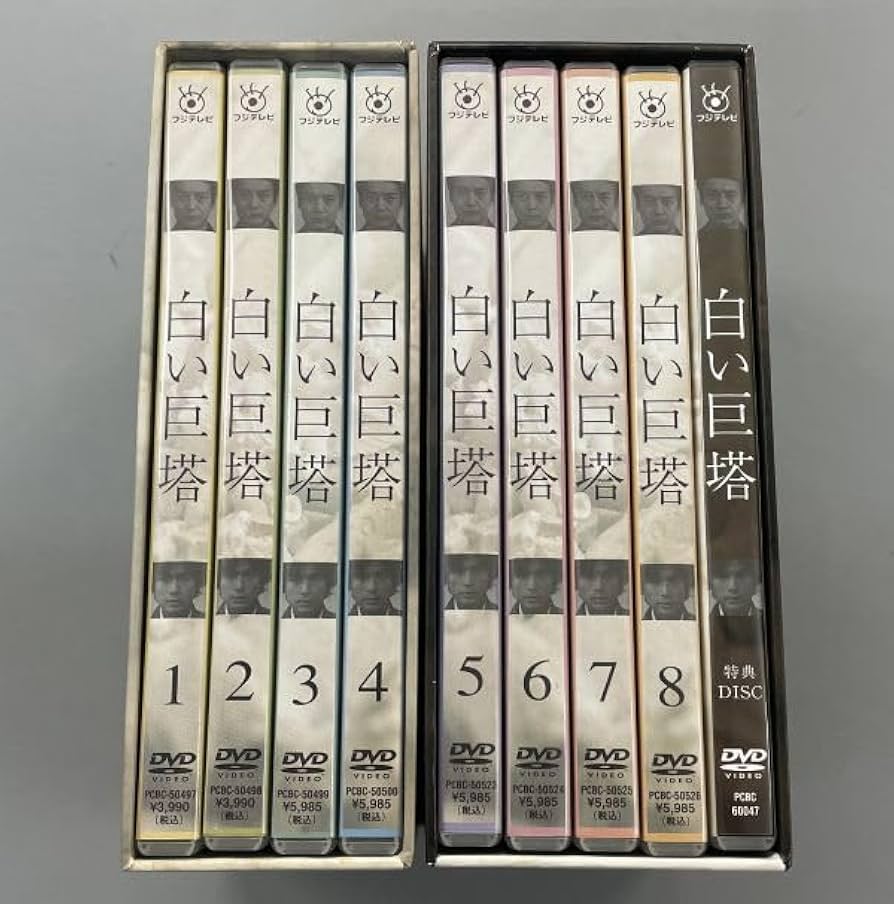 フジテレビ
白い巨塔
1
DVD
VIDEO
PCBC-50497
¥3,990
(税込)
フジテレビ
白い巨塔
2
DVD
VIDEO
PCBC-50498
¥3,990
(税込)
フジテレビ
白い巨塔
3
DVD
VIDEO
PCBC-50499
¥5,985
(税込)
フジテレビ
白い巨塔
4
DVD
VIDEO
PCBC-50500
¥5,985
(税込)
フジテレビ
白い巨塔
5
DVD
VIDEO
PCBC-50523
¥5,985
(税込)
フジテレビ
白い巨塔
6
DVD
VIDEO
PCBC-50524
¥5,985
(税込)
フジテレビ
白い巨塔
7
DVD
VIDEO
PCBC-50525
¥5,985
(税込)
フジテレビ
白い巨塔
8
DVD
VIDEO
PCBC-50526
¥5,985
(税込)
フジテレビ
白い巨塔
特典
DISC
DVD
VIDEO
PCBC
60047